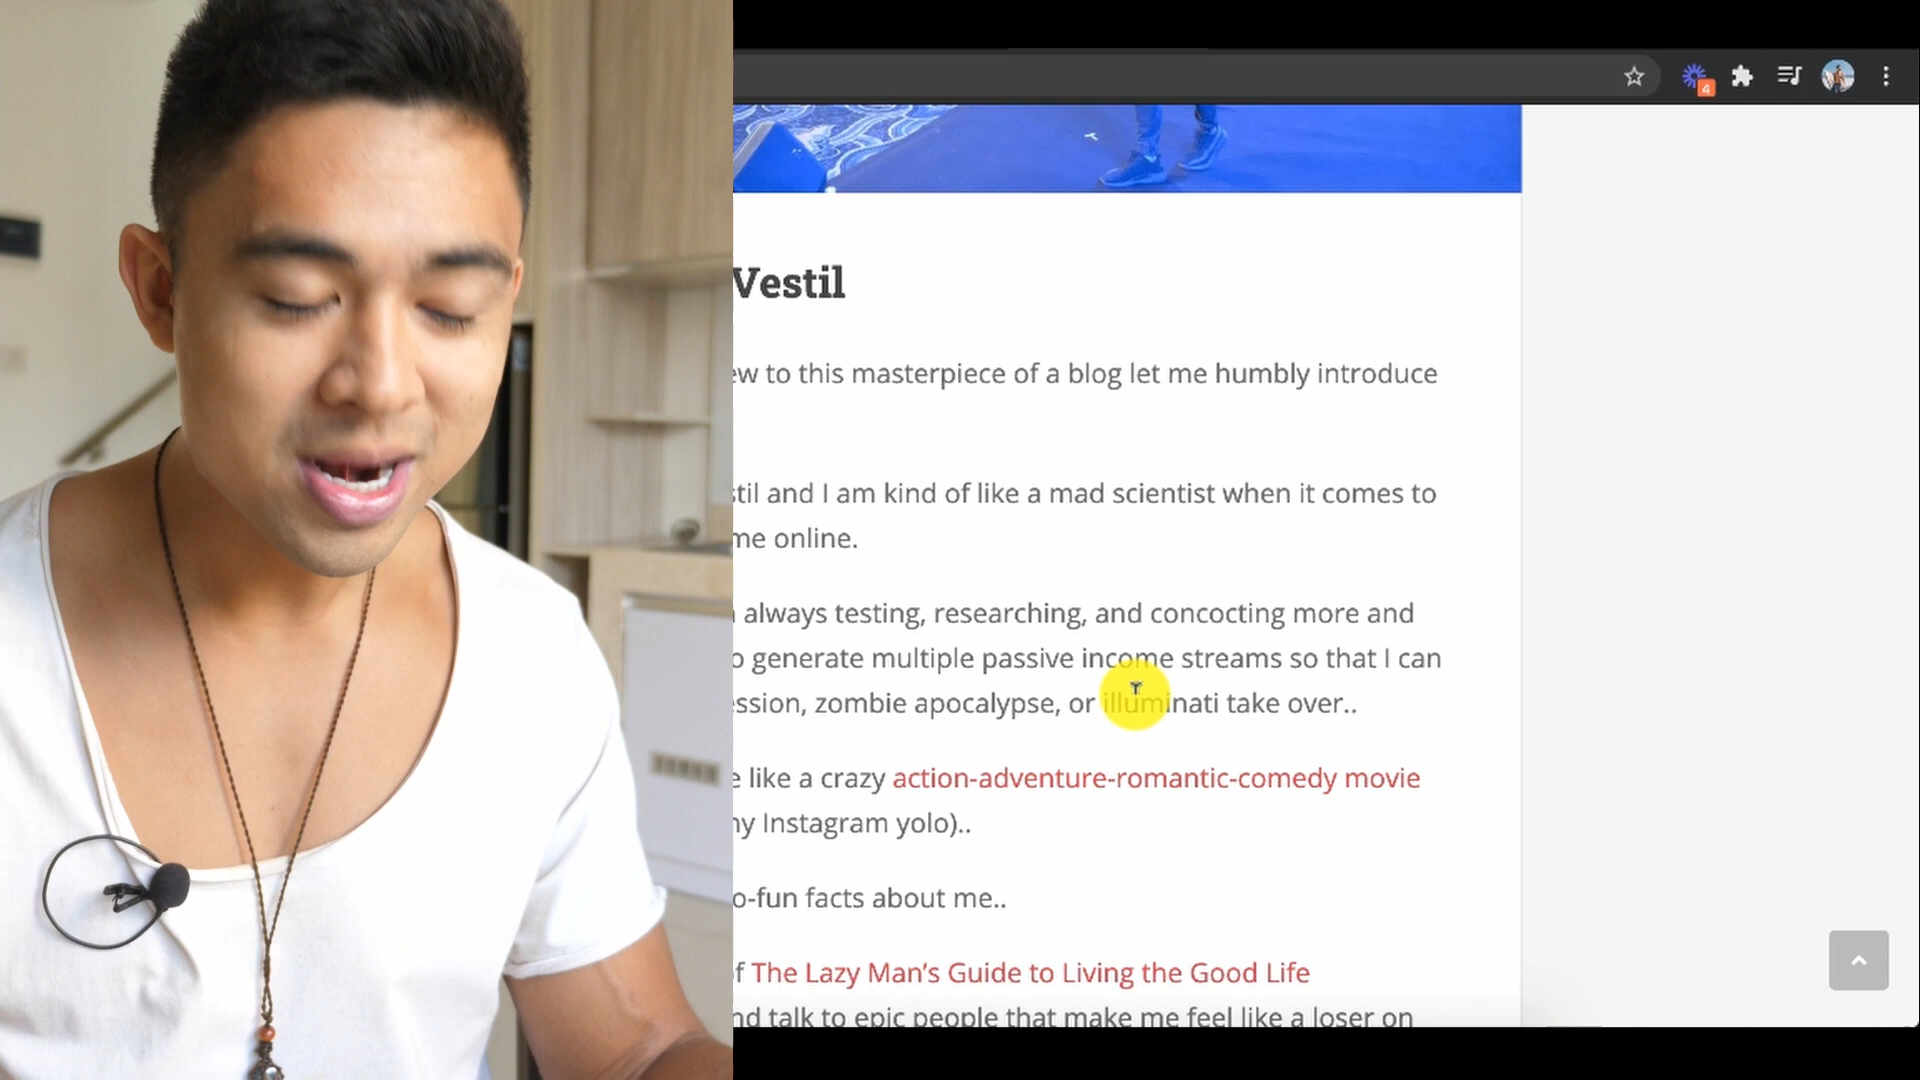 4
Vestil
ew to this masterpiece of a blog let me humbly introduce
stil and I am kind of like a mad scientist when it comes to
me online.
always testing, researching, and concocting more and
o generate multiple passive income streams so that I can
ession, zombie apocalypse, or illuminati take over..
e like a crazy action-adventure-romantic-comedy movie
ny Instagram yolo)..
o-fun facts about me..
of The Lazy Man's Guide to Living the Good Life
nd talk to epic people that make me feel like a loser on